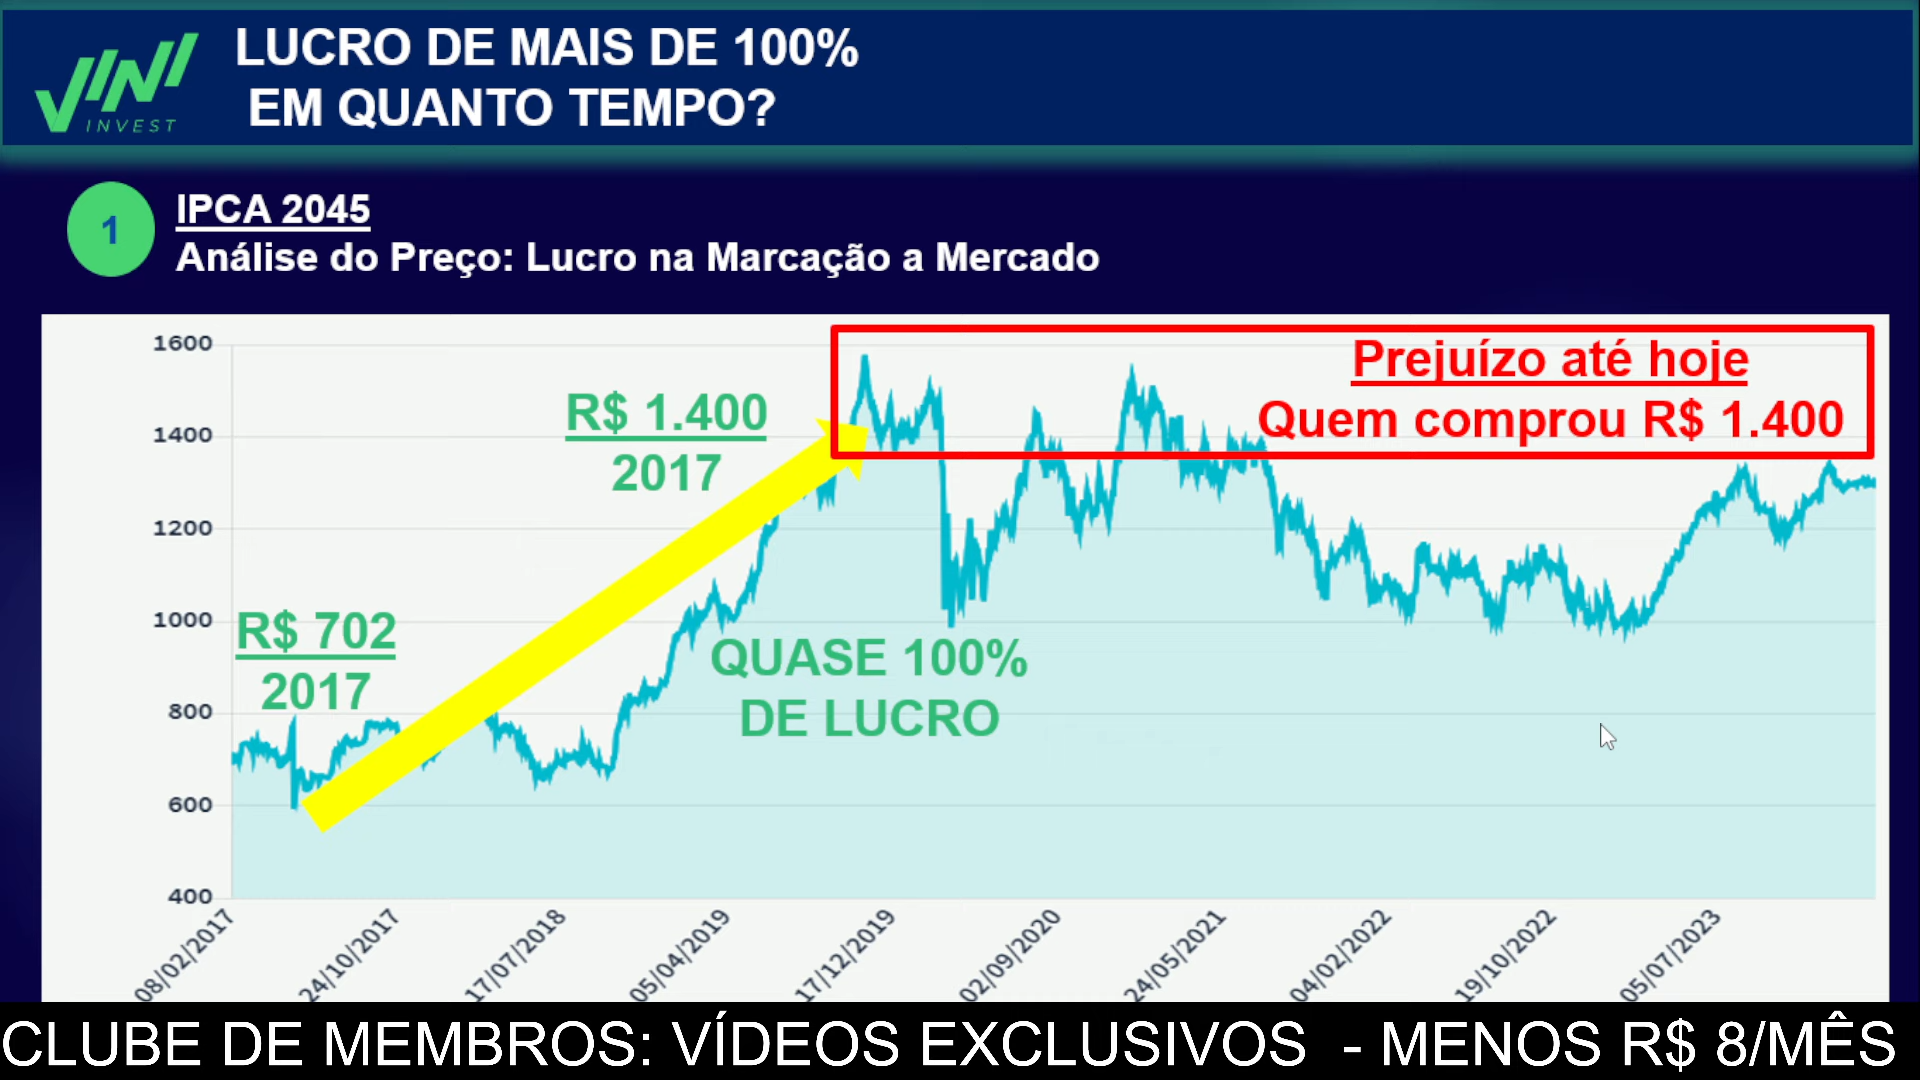 VINI
INVEST
LUCRO DE MAIS DE 100%
EM QUANTO TEMPO?
1
IPCA 2045
Análise do Preço: Lucro na Marcação a Mercado
1600
1400
1200
1000
800
600
400
Prejuízo até hoje
Quem comprou R$ 1.400
R$ 1.400
2017
R$ 702
2017
QUASE 100%
DE LUCRO
08/02/2017
24/10/2017
17/07/2018
05/04/2019
17/12/2019
02/09/2020
24/05/2021
04/02/2022
19/10/2022
05/07/2023
CLUBE DE MEMBROS: VÍDEOS EXCLUSIVOS - MENOS R$ 8/MÊS